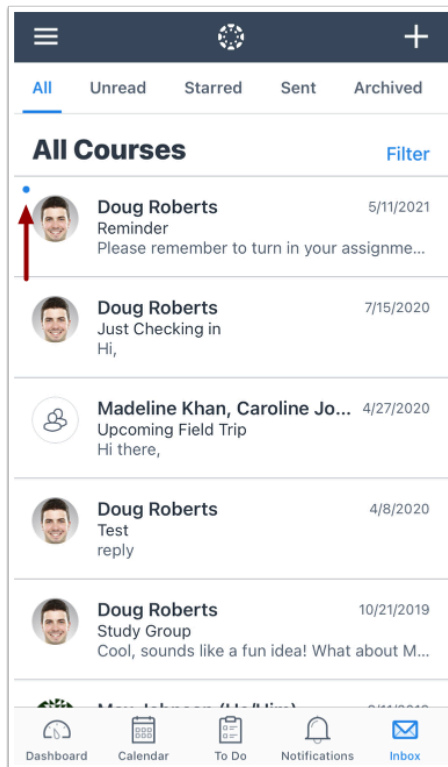 All Unread Starred Sent Archived
All Courses Filter
Doug Roberts 5/11/2021
Reminder
Please remember to turn in your assignme...
Doug Roberts 7/15/2020
Just Checking in
Hi,
Madeline Khan, Caroline Jo... 4/27/2020
Upcoming Field Trip
Hi there,
Doug Roberts 4/8/2020
Test
reply
Doug Roberts 10/21/2019
Study Group
Cool, sounds like a fun idea! What about M...
Dashboard Calendar To Do Notifications Inbox